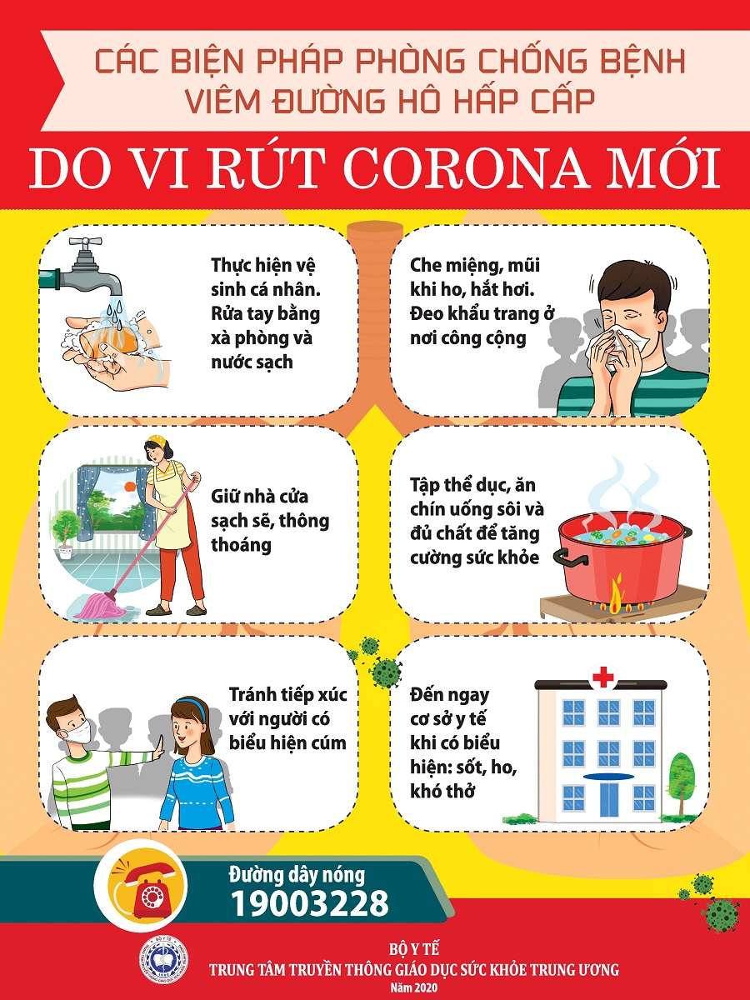 CÁC BIỆN PHÁP PHÒNG CHỐNG BỆNH
VIÊM ĐƯỜNG HÔ HẤP CẤP
DO VI RÚT CORONA MỚI
Thực hiện vệ
sinh cá nhân.
Rửa tay bằng
xà phòng và
nước sạch
Che miệng, mũi
khi ho, hắt hơi.
Đeo khẩu trang ở
nơi công cộng
Giữ nhà cửa
sạch sẽ, thông
thoáng
Tập thể dục, ăn
chín uống sôi và
đủ chất để tăng
cường sức khỏe
Tránh tiếp xúc
với người có
biểu hiện cúm
Đến ngay
cơ sở y tế
khi có biểu
hiện: sốt, ho,
khó thở
Đường dây nóng
19003228
BỘ Y TẾ
BỘ Y TẾ
TRUNG TÂM TRUYỀN THÔNG GIÁO DỤC SỨC KHỎE TRUNG ƯƠNG
Năm 2020